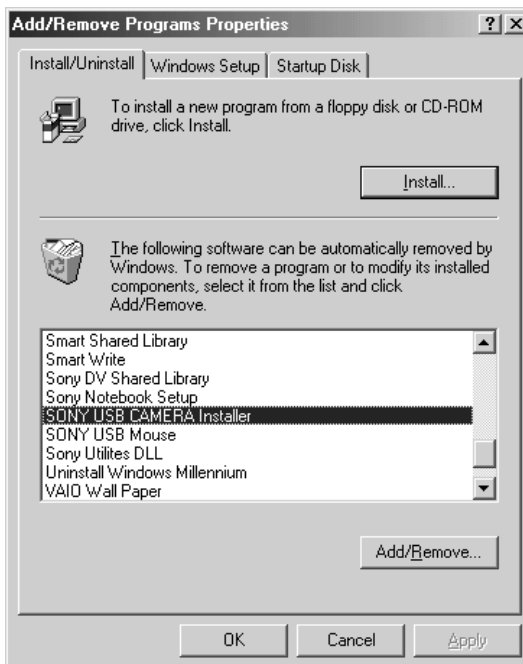 Add/Remove Programs Properties
Install/Uninstall Windows Setup Startup Disk
To install a new program from a floppy disk or CD-ROM
drive, click Install.
Install...
The following software can be automatically removed by
Windows. To remove a program or to modify its installed
components, select it from the list and click
Add/Remove.
Smart Shared Library
Smart Write
Sony DV Shared Library
Sony Notebook Setup
SONY USB CAMERA Installer
SONY USB Mouse
Sony Utilites DLL
Uninstall Windows Millennium
VAIO Wall Paper
Add/Remove...
OK Cancel Apply